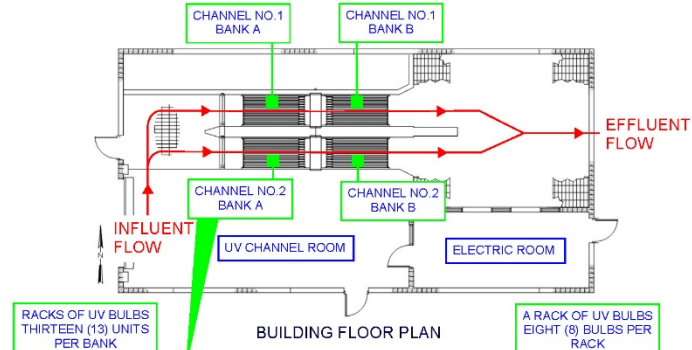 CHANNEL NO.1
BANK A
CHANNEL NO.1
BANK B
EFFLUENT
FLOW
CHANNEL NO.2
BANK A
CHANNEL NO.2
BANK B
INFLUENT
FLOW
N
UV CHANNEL ROOM
ELECTRIC ROOM
RACKS OF UV BULBS
THIRTEEN (13) UNITS
PER BANK
BUILDING FLOOR PLAN
A RACK OF UV BULBS
EIGHT (8) BULBS PER
RACK